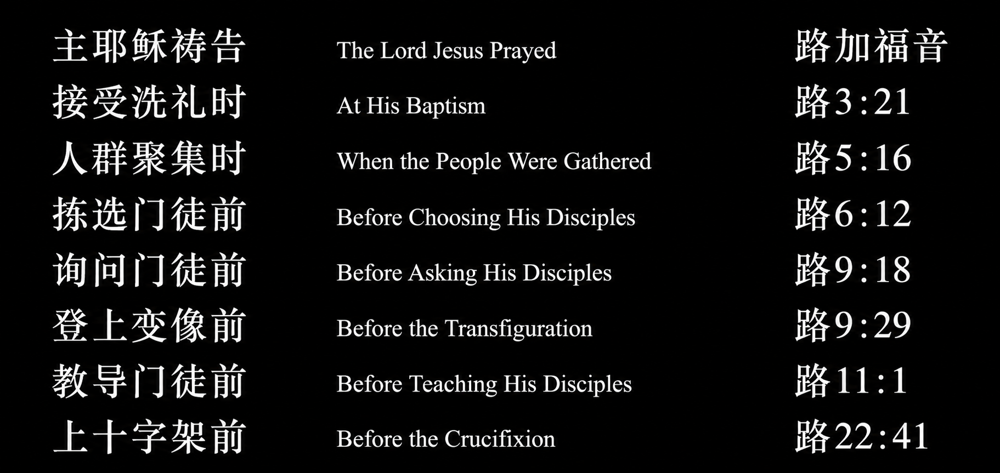 主耶稣祷告 The Lord Jesus Prayed 路加福音
接受洗礼时 At His Baptism 路3:21
人群聚集时 When the People Were Gathered 路5:16
拣选门徒前 Before Choosing His Disciples 路6:12
询问门徒前 Before Asking His Disciples 路9:18
登上变像前 Before the Transfiguration 路9:29
教导门徒前 Before Teaching His Disciples 路11:1
上十字架前 Before the Crucifixion 路22:41